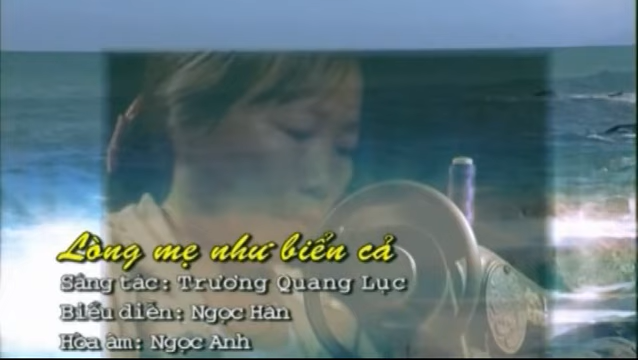 Lòng mẹ như biển cả
Sáng tác: Trương Quang Lục
Biểu diễn: Ngọc Hân
Hòa âm: Ngọc Anh